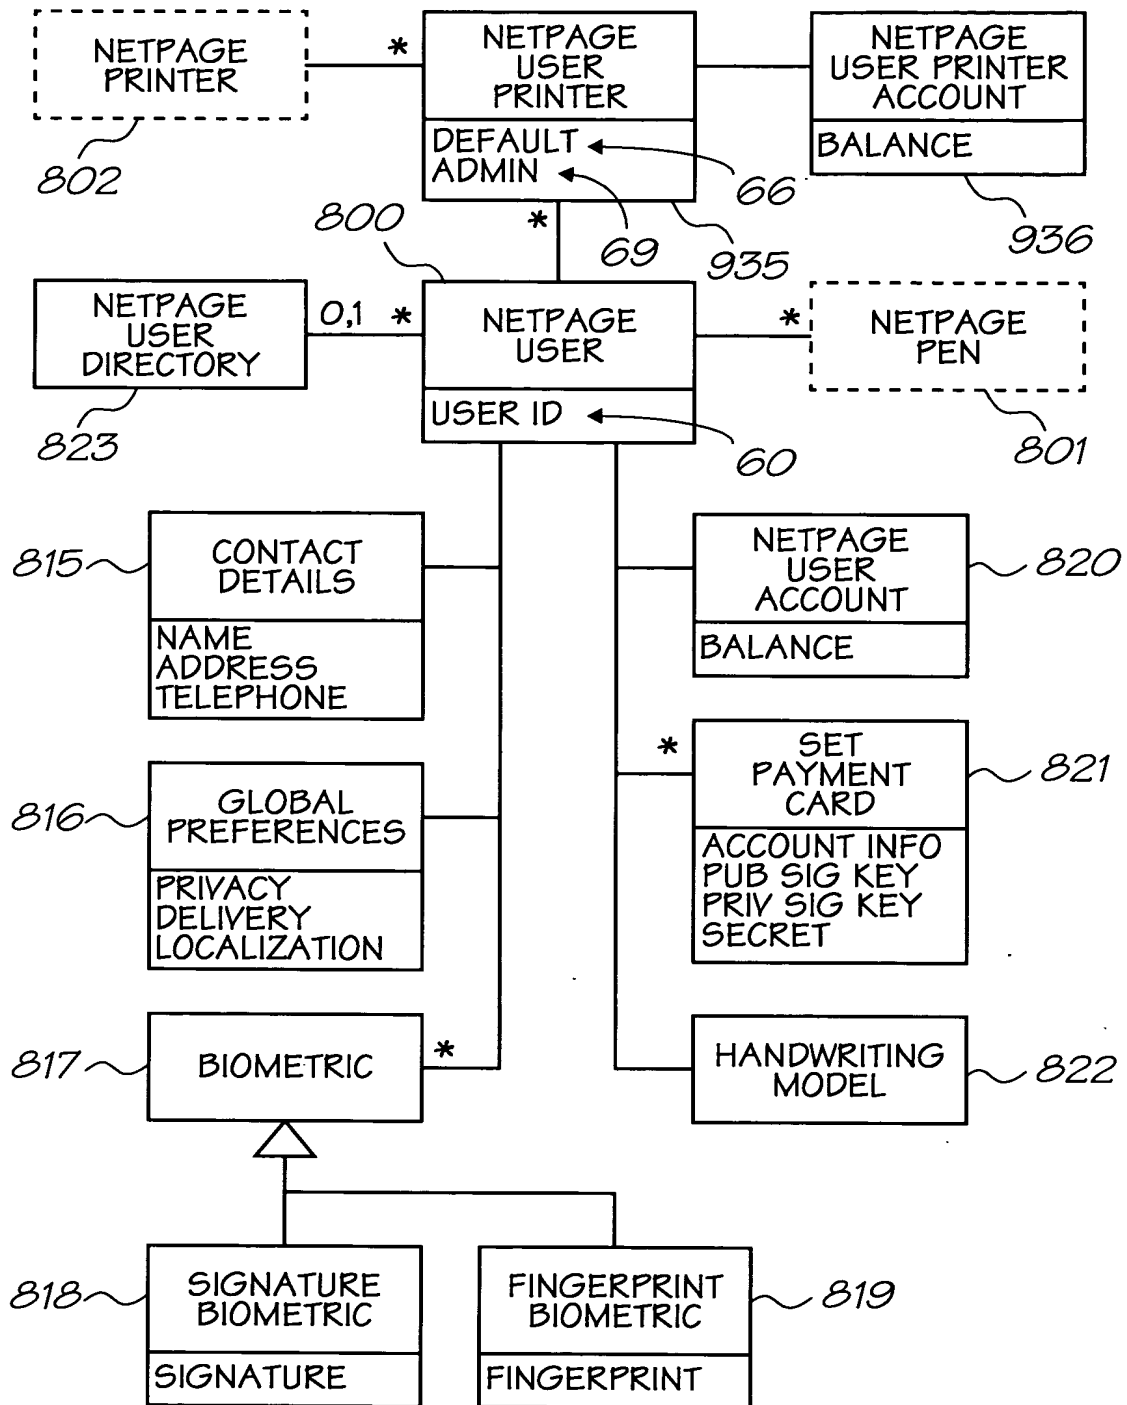 NETPAGE
PRINTER
802
*
NETPAGE
USER
PRINTER
DEFAULT
ADMIN
66
69
935
NETPAGE
USER PRINTER
ACCOUNT
BALANCE
936
*
800
NETPAGE
USER
DIRECTORY
823
0,1
*
NETPAGE
USER
USER ID
60
*
NETPAGE
PEN
801
815
CONTACT
DETAILS
NAME
ADDRESS
TELEPHONE
NETPAGE
USER
ACCOUNT
BALANCE
820
816
GLOBAL
PREFERENCES
PRIVACY
DELIVERY
LOCALIZATION
*
SET
PAYMENT
CARD
ACCOUNT INFO
PUB SIG KEY
PRIV SIG KEY
SECRET
821
817
BIOMETRIC
*
HANDWRITING
MODEL
822
818
SIGNATURE
BIOMETRIC
SIGNATURE
FINGERPRINT
BIOMETRIC
FINGERPRINT
819